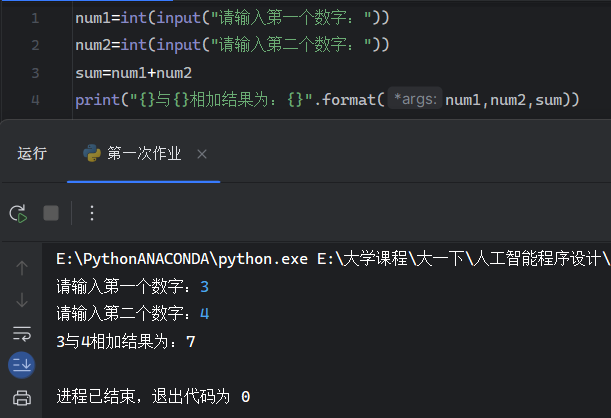 1 num1=int(input("请输入第一个数字："))
2 num2=int(input("请输入第二个数字："))
3 sum=num1+num2
4 print("{}与{}相加结果为：{}".format( *args: num1,num2,sum))
运行 第一次作业 ×
E:\PythonANACONDA\python.exe E:\大学课程\大一下\人工智能程序设计\
请输入第一个数字：3
请输入第二个数字：4
3与4相加结果为：7
进程已结束，退出代码为 0